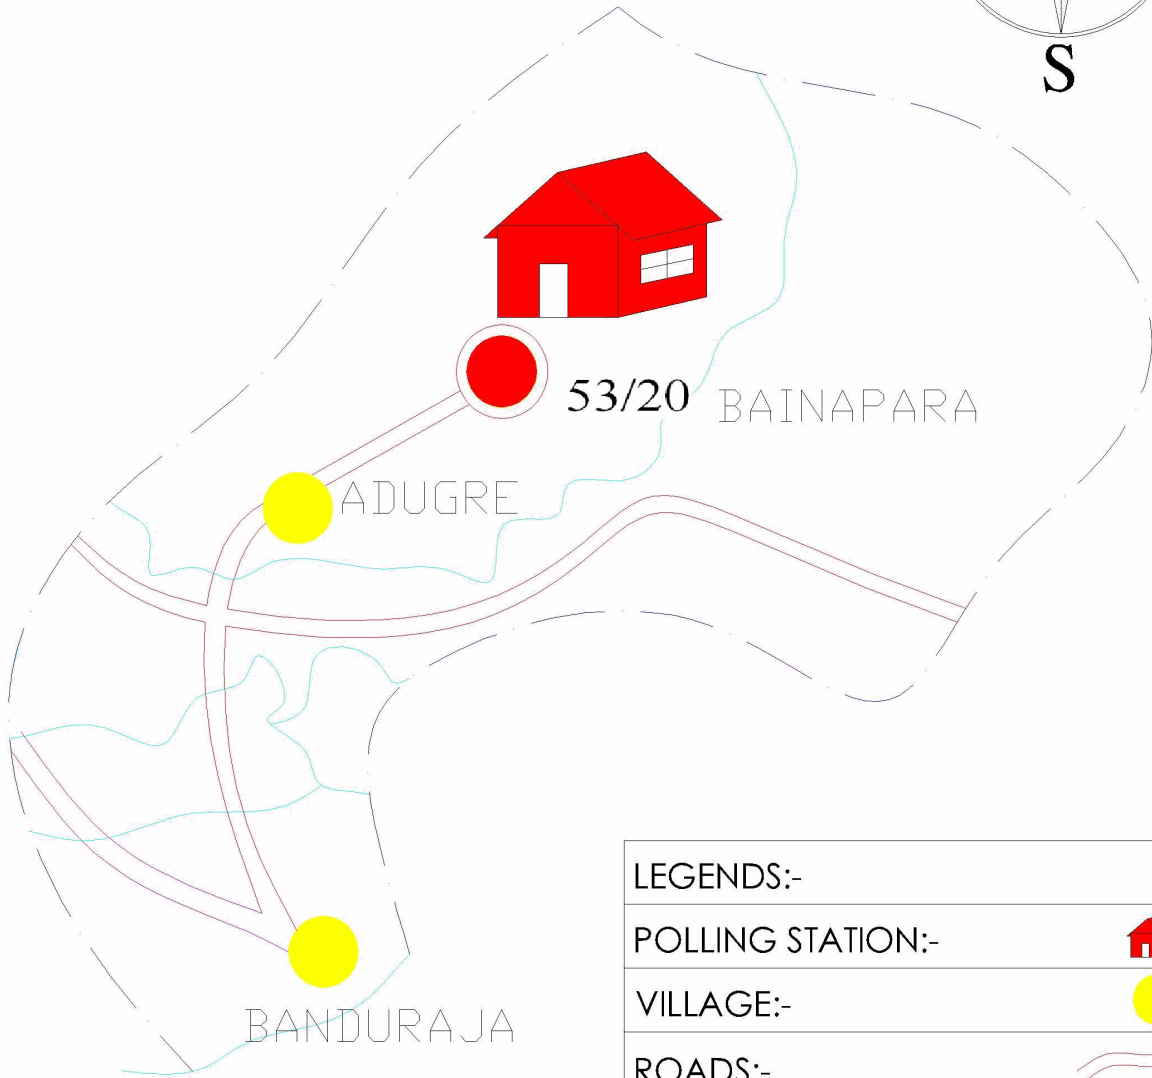 S
53/20 BAINAPARA
ADUGRE
BANDURAJA
LEGENDS:-
POLLING STATION:-
VILLAGE:-
ROADS:-